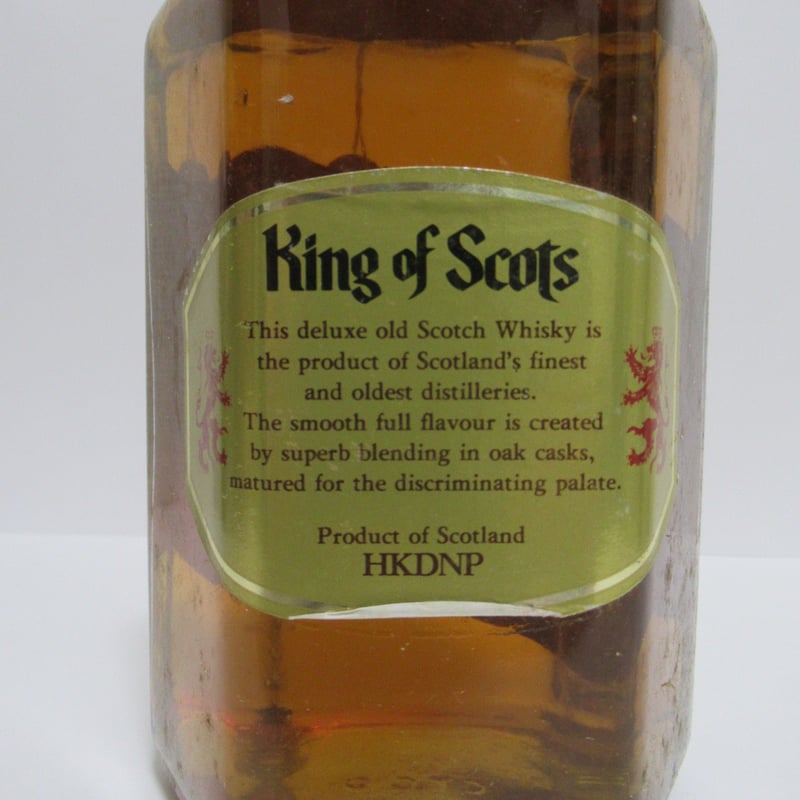 King of Scots
This deluxe old Scotch Whisky is
the product of Scotland's finest
and oldest distilleries.
The smooth full flavour is created
by superb blending in oak casks,
matured for the discriminating palate.
Product of Scotland
HKDNP